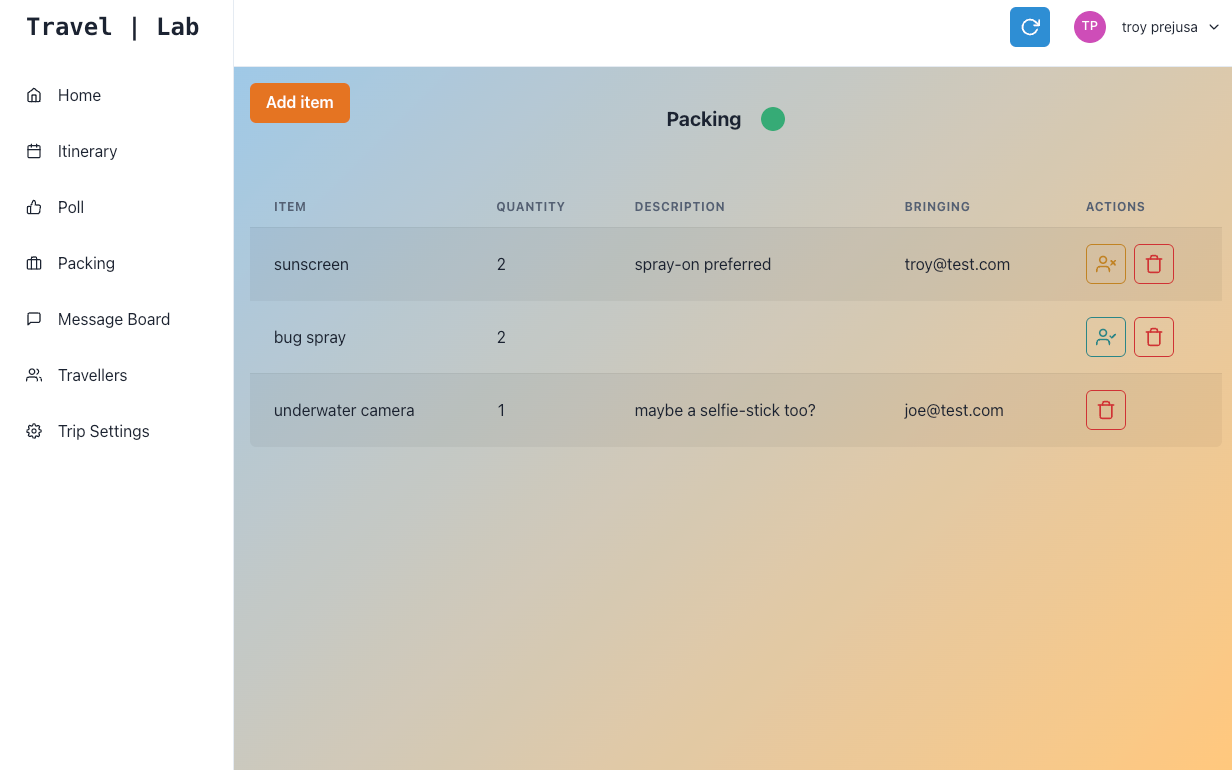 Travel | Lab
TP
troy prejusa
Home
Itinerary
Poll
Packing
Message Board
Travellers
Trip Settings
Add item
Packing
ITEM QUANTITY DESCRIPTION BRINGING ACTIONS
sunscreen 2 spray-on preferred troy@test.com
bug spray 2
underwater camera 1 maybe a selfie-stick too? joe@test.com